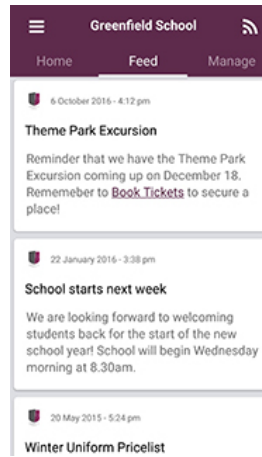 Greenfield School
Home Feed Manage
6 October 2016 - 4:12 pm
Theme Park Excursion
Reminder that we have the Theme Park
Excursion coming up on December 18.
Rememeber to Book Tickets to secure a
place!
22 January 2016 - 3:38 pm
School starts next week
We are looking forward to welcoming
students back for the start of the new
school year! School will begin Wednesday
morning at 8.30am.
20 May 2015 - 5:24 pm
Winter Uniform Pricelist